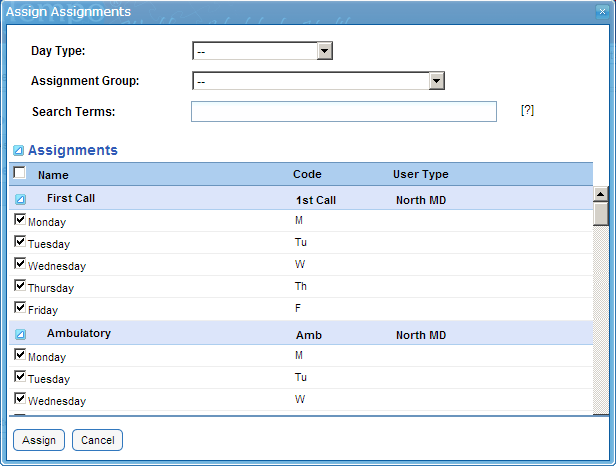 Assign Assignments
Day Type: --
Assignment Group: --
Search Terms: [?]
Assignments
Name Code User Type
First Call 1st Call North MD
Monday M
Tuesday Tu
Wednesday W
Thursday Th
Friday F
Ambulatory Amb North MD
Monday M
Tuesday Tu
Wednesday W
Assign Cancel